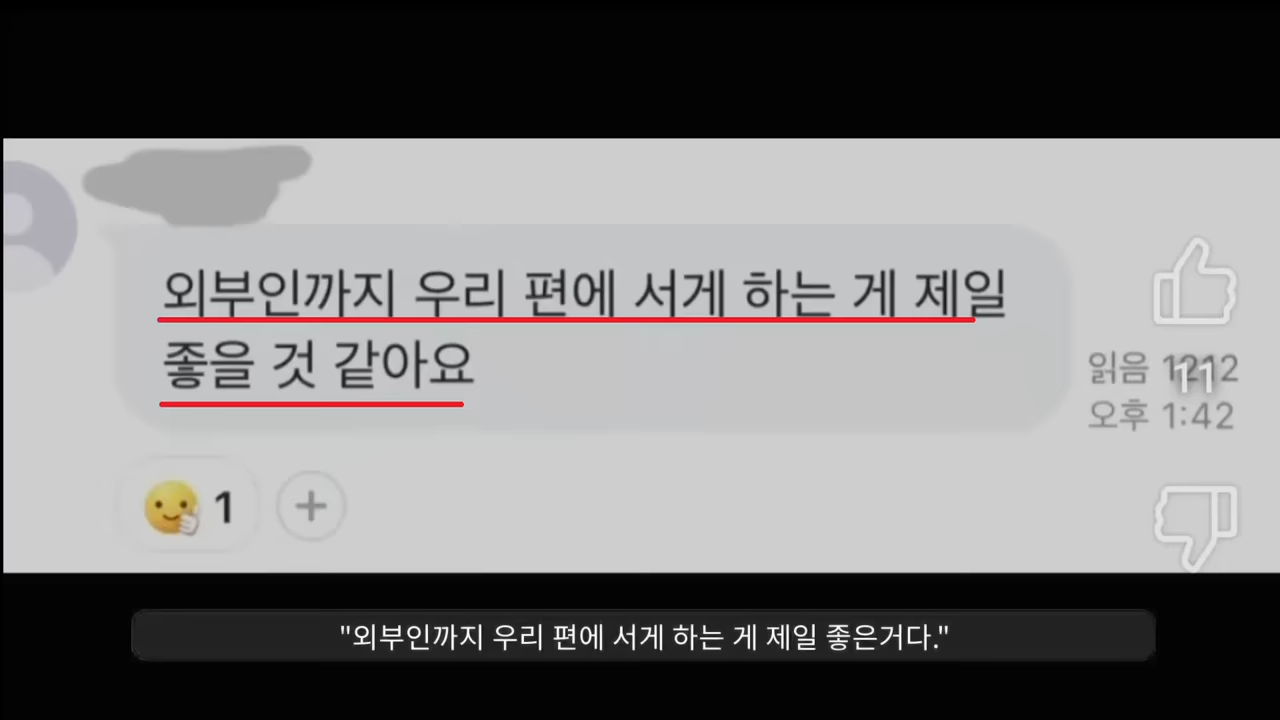 외부인까지 우리 편에 서게 하는 게 제일
좋을 것 같아요
읽음 1212
오후 1:42
11
1
"외부인까지 우리 편에 서게 하는 게 제일 좋은거다."